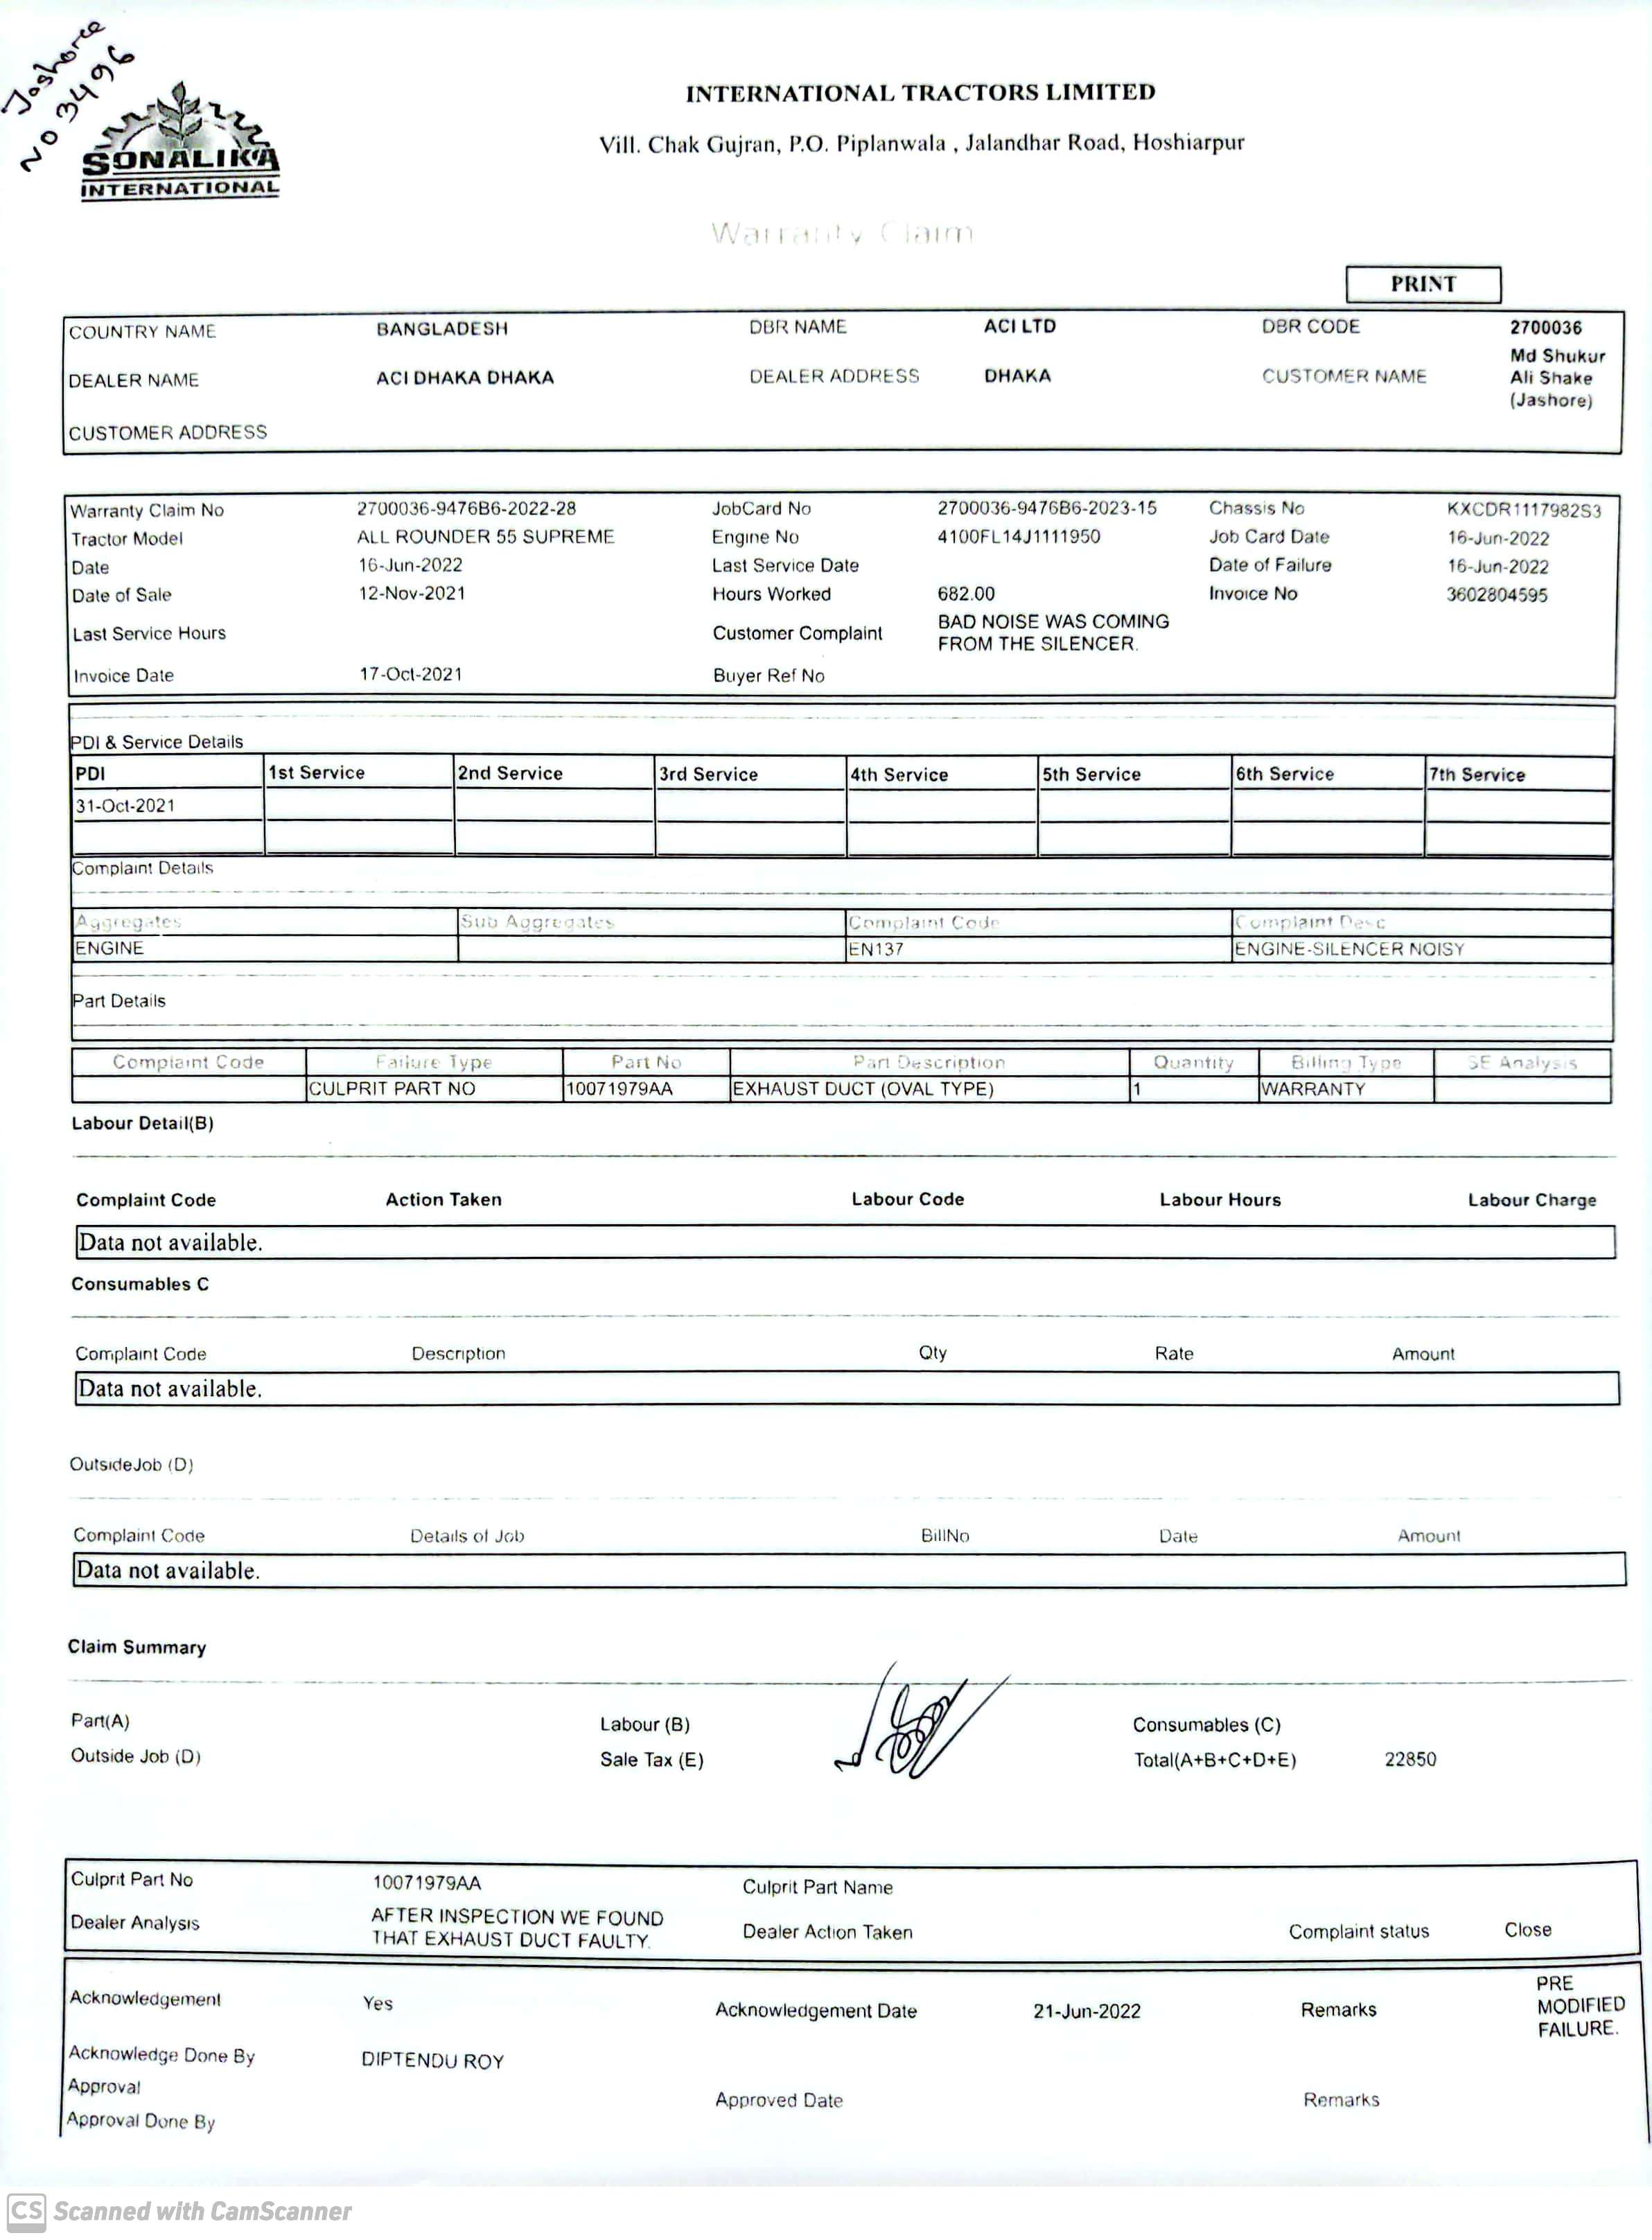 Jashore
NO 3496
SONALIKA
INTERNATIONAL
INTERNATIONAL TRACTORS LIMITED
Vill. Chak Gujran, P.O. Piplanwala , Jalandhar Road, Hoshiarpur
Warranty Claim
PRINT
COUNTRY NAME BANGLADESH DBR NAME ACI LTD DBR CODE 2700036
DEALER NAME ACI DHAKA DHAKA DEALER ADDRESS DHAKA CUSTOMER NAME Md Shukur
Ali Shake
(Jashore)
CUSTOMER ADDRESS
Warranty Claim No 2700036-9476B6-2022-28 JobCard No 2700036-9476B6-2023-15 Chassis No KXCDR1117982S3
Tractor Model ALL ROUNDER 55 SUPREME Engine No 4100FL14J1111950 Job Card Date 16-Jun-2022
Date 16-Jun-2022 Last Service Date Date of Failure 16-Jun-2022
Date of Sale 12-Nov-2021 Hours Worked 682.00 Invoice No 3602804595
Last Service Hours Customer Complaint BAD NOISE WAS COMING
FROM THE SILENCER.
Invoice Date 17-Oct-2021 Buyer Ref No
PDI & Service Details
PDI 1st Service 2nd Service 3rd Service 4th Service 5th Service 6th Service 7th Service
31-Oct-2021
Complaint Details
Aggregates Sub Aggregates Complaint Code Complaint Desc
ENGINE EN137 ENGINE-SILENCER NOISY
Part Details
Complaint Code Failure Type Part No Part Description Quantity Billing Type SE Analysis
CULPRIT PART NO 10071979AA EXHAUST DUCT (OVAL TYPE) 1 WARRANTY
Labour Detail(B)
Complaint Code Action Taken Labour Code Labour Hours Labour Charge
Data not available.
Consumables C
Complaint Code Description Qty Rate Amount
Data not available.
OutsideJob (D)
Complaint Code Details of Job BillNo Date Amount
Data not available.
Claim Summary
Part(A) Labour (B) Consumables (C)
Outside Job (D) Sale Tax (E) Total(A+B+C+D+E) 22850
Culprit Part No 10071979AA Culprit Part Name
Dealer Analysis AFTER INSPECTION WE FOUND
THAT EXHAUST DUCT FAULTY. Dealer Action Taken Complaint status Close
Acknowledgement Yes Acknowledgement Date 21-Jun-2022 Remarks PRE
MODIFIED
FAILURE.
Acknowledge Done By DIPTENDU ROY
Approval Approved Date Remarks
Approval Done By
CS Scanned with CamScanner